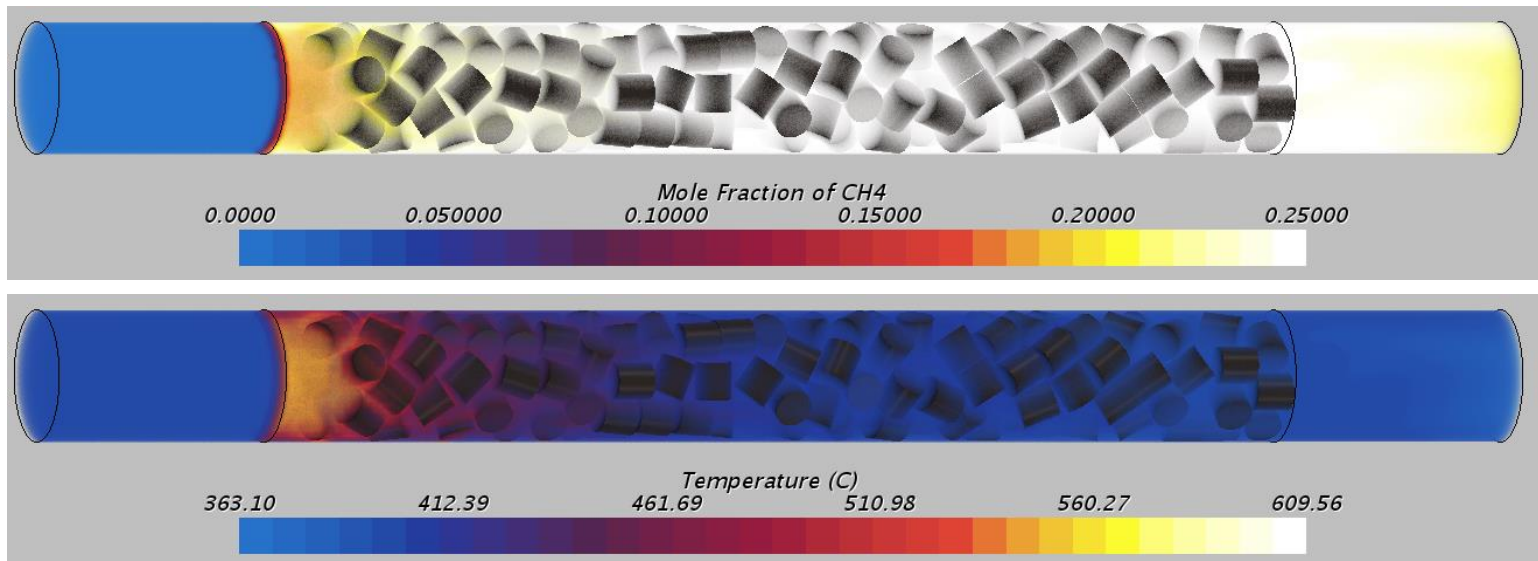 Mole Fraction of CH4
0.0000 0.050000 0.10000 0.15000 0.20000 0.25000
Temperature (C)
363.10 412.39 461.69 510.98 560.27 609.56